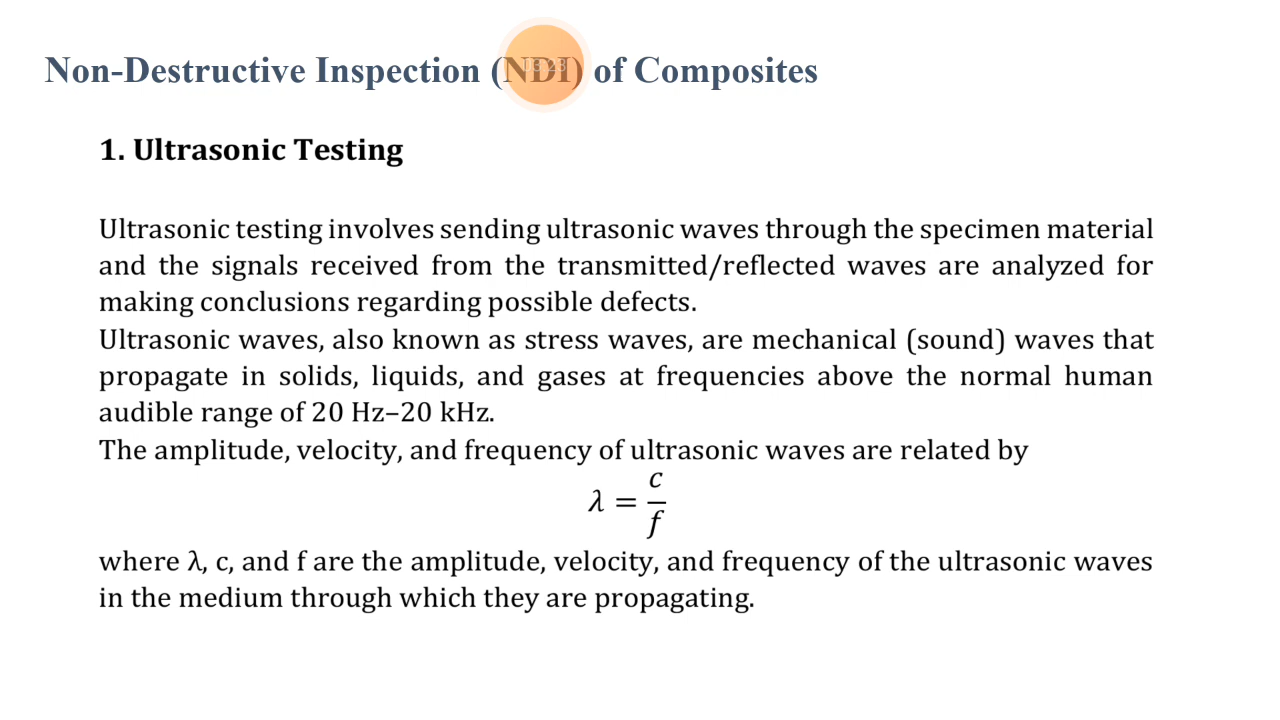 Non-Destructive Inspection (NDI) of Composites
03:28
1. Ultrasonic Testing
Ultrasonic testing involves sending ultrasonic waves through the specimen material
and the signals received from the transmitted/reflected waves are analyzed for
making conclusions regarding possible defects.
Ultrasonic waves, also known as stress waves, are mechanical (sound) waves that
propagate in solids, liquids, and gases at frequencies above the normal human
audible range of 20 Hz–20 kHz.
The amplitude, velocity, and frequency of ultrasonic waves are related by
λ = c/f
where λ, c, and f are the amplitude, velocity, and frequency of the ultrasonic waves
in the medium through which they are propagating.